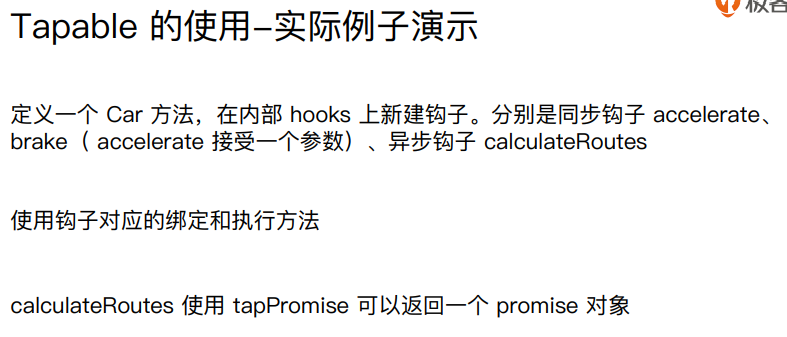 Tapable 的使用–实际例子演示
定义一个 Car 方法，在内部 hooks 上新建钩子。分别是同步钩子 accelerate、
brake（ accelerate 接受一个参数）、异步钩子 calculateRoutes
使用钩子对应的绑定和执行方法
calculateRoutes 使用 tapPromise 可以返回一个 promise 对象